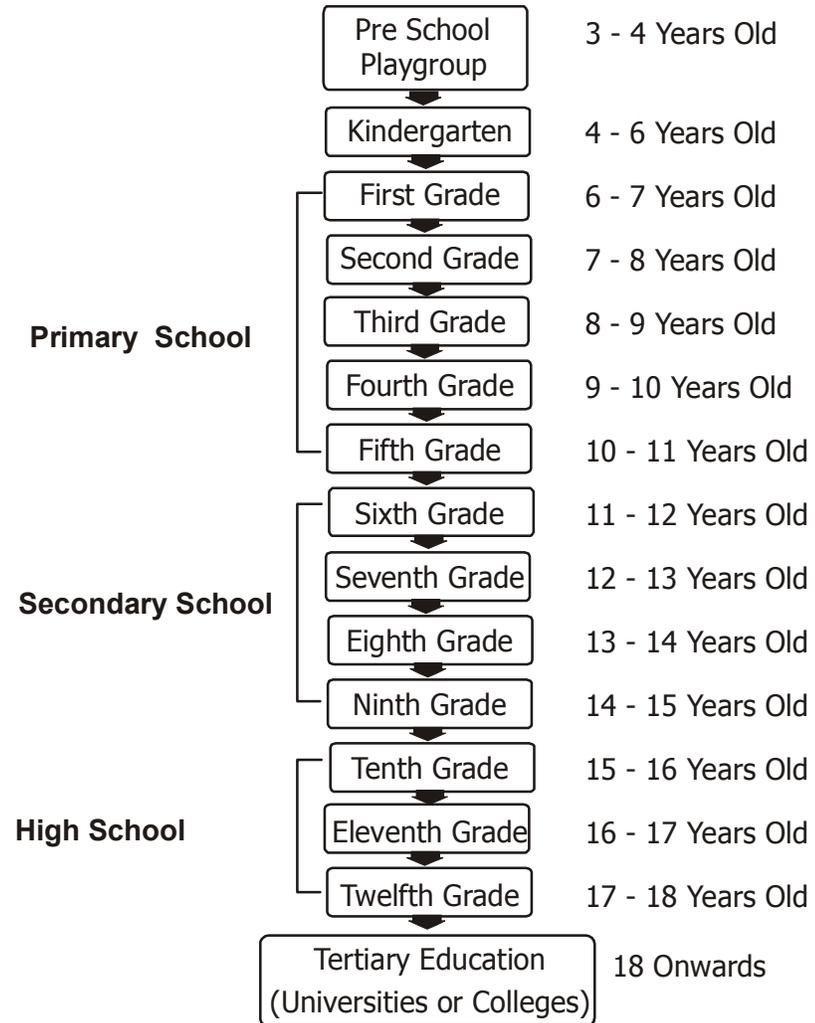 Pre School
Playgroup
3 - 4 Years Old
Kindergarten
4 - 6 Years Old
First Grade
6 - 7 Years Old
Second Grade
7 - 8 Years Old
Primary School
Third Grade
8 - 9 Years Old
Fourth Grade
9 - 10 Years Old
Fifth Grade
10 - 11 Years Old
Sixth Grade
11 - 12 Years Old
Seventh Grade
12 - 13 Years Old
Secondary School
Eighth Grade
13 - 14 Years Old
Ninth Grade
14 - 15 Years Old
Tenth Grade
15 - 16 Years Old
High School
Eleventh Grade
16 - 17 Years Old
Twelfth Grade
17 - 18 Years Old
Tertiary Education
(Universities or Colleges)
18 Onwards